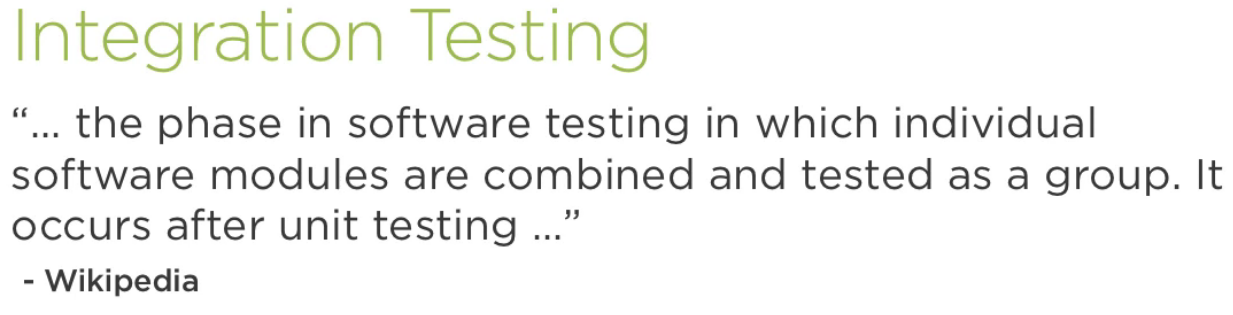 Integration Testing
“... the phase in software testing in which individual
software modules are combined and tested as a group. It
occurs after unit testing ...”
- Wikipedia